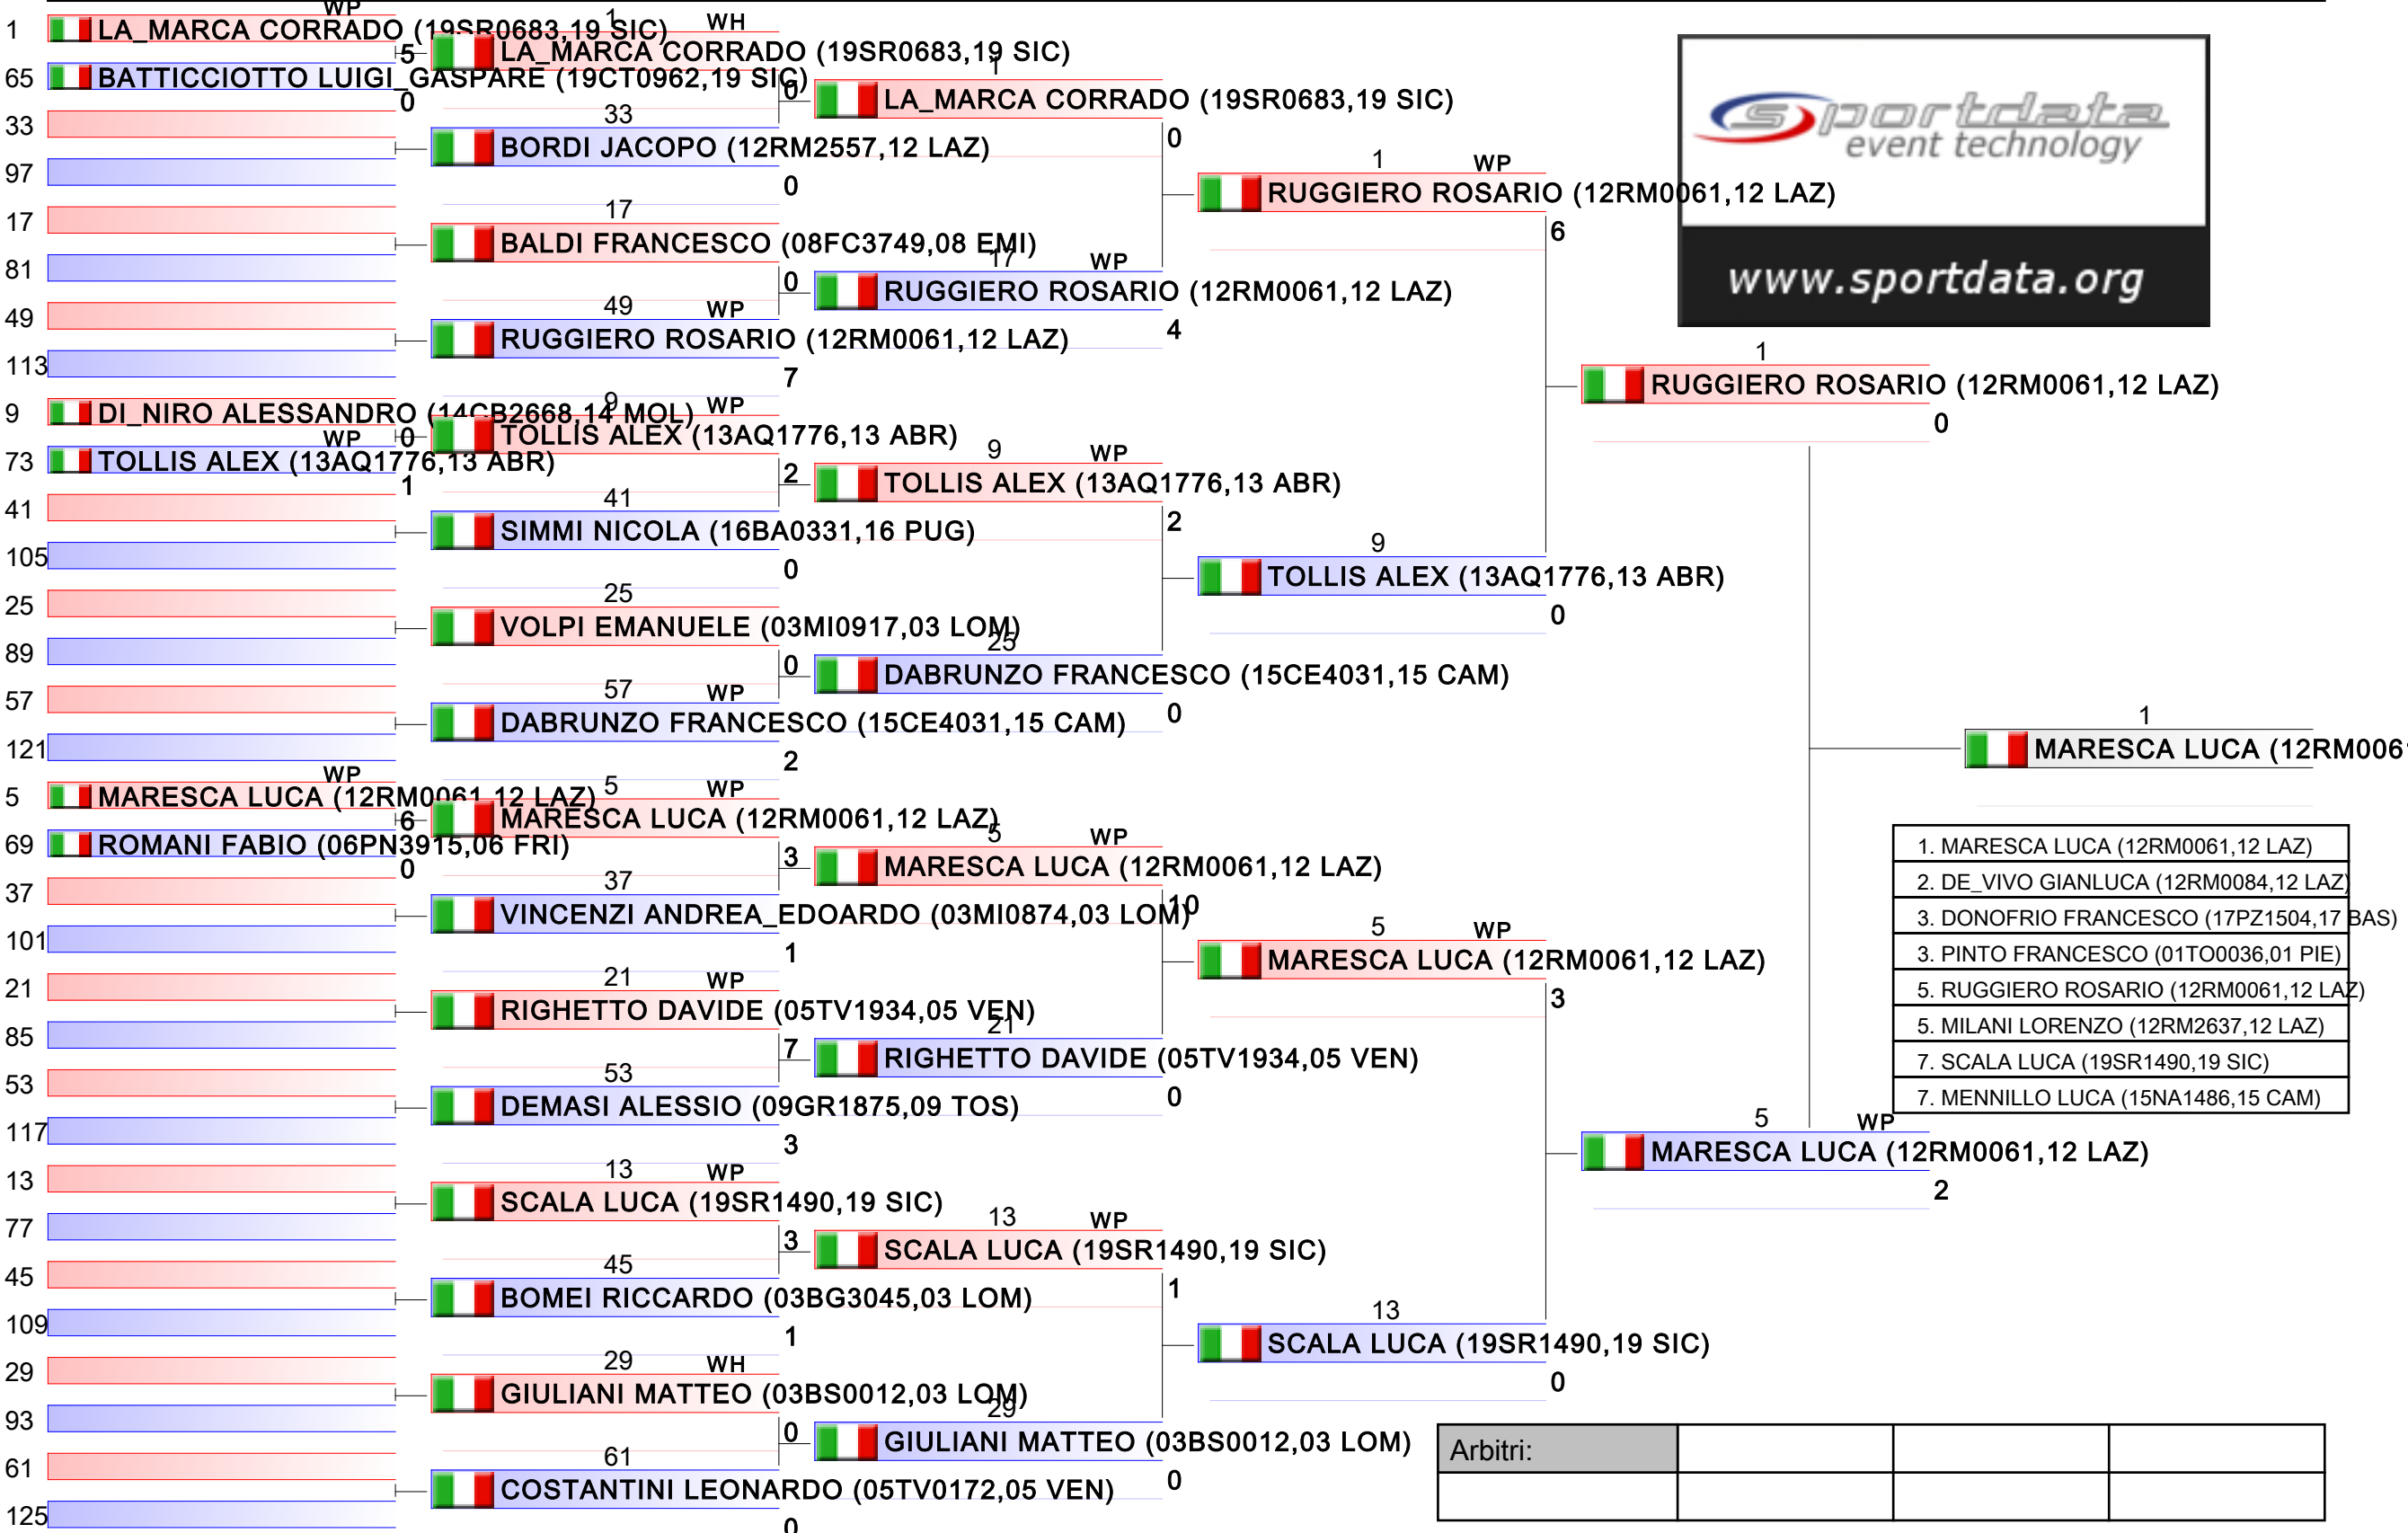 WP
1 LA_MARCA CORRADO (19SR0683,19 SIC)
5
65 BATTICCIOTTO LUIGI_GASPARE (19CT0962,19 SIC)
0
33
97
17
81
49
113
9 DI_NIRO ALESSANDRO (14CB2668,14 MOL)
0
WP
73 TOLLIS ALEX (13AQ1776,13 ABR)
1
41
105
25
89
57
121
WP
5 MARESCA LUCA (12RM0061,12 LAZ)
6
69 ROMANI FABIO (06PN3915,06 FRI)
0
37
101
21
85
53
117
13
77
45
109
29
93
61
125
1 WH
LA_MARCA CORRADO (19SR0683,19 SIC)
0
33
BORDI JACOPO (12RM2557,12 LAZ)
0
17
BALDI FRANCESCO (08FC3749,08 EMI)
0
49 WP
RUGGIERO ROSARIO (12RM0061,12 LAZ)
7
9 WP
TOLLIS ALEX (13AQ1776,13 ABR)
2
41
SIMMI NICOLA (16BA0331,16 PUG)
0
25
VOLPI EMANUELE (03MI0917,03 LOM)
0
57 WP
DABRUNZO FRANCESCO (15CE4031,15 CAM)
2
5 WP
MARESCA LUCA (12RM0061,12 LAZ)
3
37
VINCENZI ANDREA_EDOARDO (03MI0874,03 LOM)
1
21 WP
RIGHETTO DAVIDE (05TV1934,05 VEN)
7
53
DEMASI ALESSIO (09GR1875,09 TOS)
3
13 WP
SCALA LUCA (19SR1490,19 SIC)
3
45
BOMEI RICCARDO (03BG3045,03 LOM)
1
29 WH
GIULIANI MATTEO (03BS0012,03 LOM)
0
61
COSTANTINI LEONARDO (05TV0172,05 VEN)
0
1
LA_MARCA CORRADO (19SR0683,19 SIC)
0
17 WP
RUGGIERO ROSARIO (12RM0061,12 LAZ)
4
9 WP
TOLLIS ALEX (13AQ1776,13 ABR)
2
25
DABRUNZO FRANCESCO (15CE4031,15 CAM)
0
5 WP
MARESCA LUCA (12RM0061,12 LAZ)
10
21
RIGHETTO DAVIDE (05TV1934,05 VEN)
0
13 WP
SCALA LUCA (19SR1490,19 SIC)
1
29
GIULIANI MATTEO (03BS0012,03 LOM)
0
1 WP
RUGGIERO ROSARIO (12RM0061,12 LAZ)
6
9
TOLLIS ALEX (13AQ1776,13 ABR)
0
5 WP
MARESCA LUCA (12RM0061,12 LAZ)
3
13
SCALA LUCA (19SR1490,19 SIC)
0
1
RUGGIERO ROSARIO (12RM0061,12 LAZ)
0
5 WP
MARESCA LUCA (12RM0061,12 LAZ)
2
1
MARESCA LUCA (12RM006
sportdata
event technology
www.sportdata.org
1. MARESCA LUCA (12RM0061,12 LAZ)
2. DE_VIVO GIANLUCA (12RM0084,12 LAZ)
3. DONOFRIO FRANCESCO (17PZ1504,17 BAS)
3. PINTO FRANCESCO (01TO0036,01 PIE)
5. RUGGIERO ROSARIO (12RM0061,12 LAZ)
5. MILANI LORENZO (12RM2637,12 LAZ)
7. SCALA LUCA (19SR1490,19 SIC)
7. MENNILLO LUCA (15NA1486,15 CAM)
Arbitri: